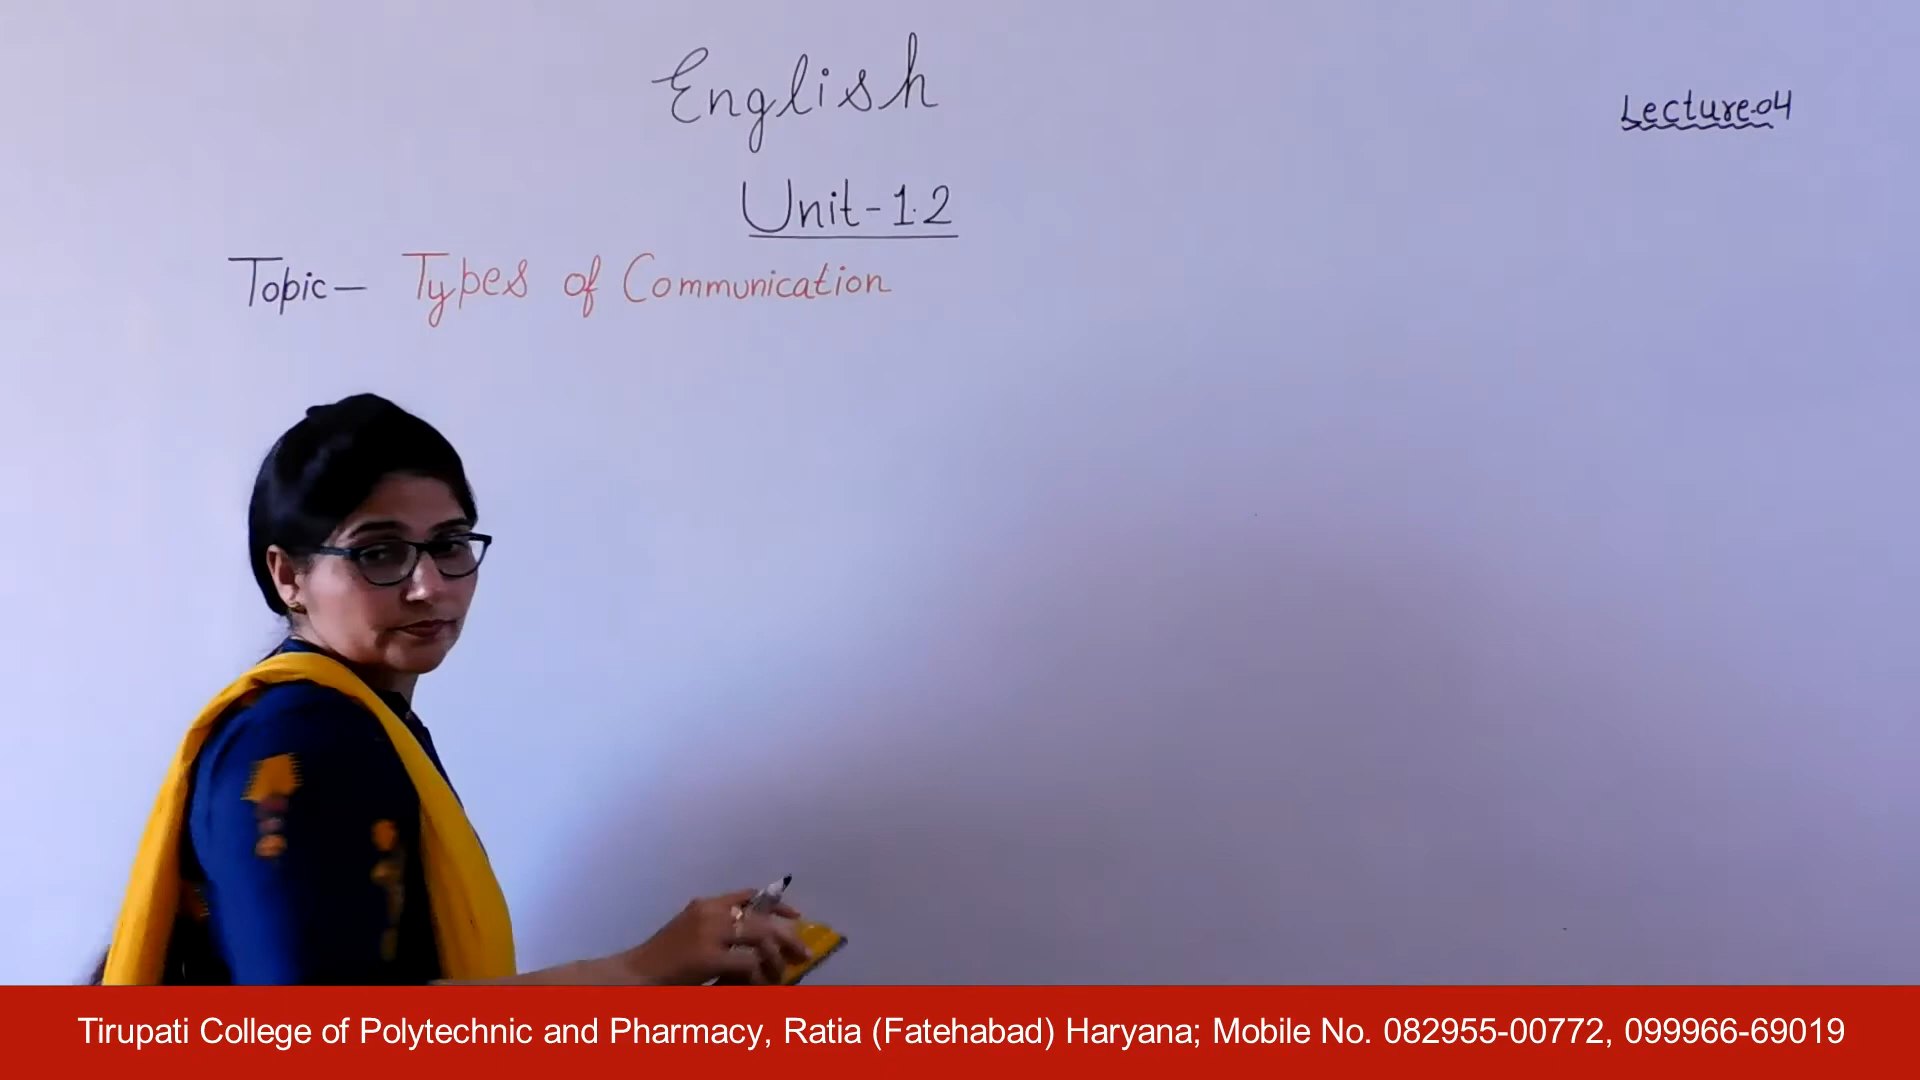 English
Lecture-04
Unit-1.2
Topic- Types of Communication
Tirupati College of Polytechnic and Pharmacy, Ratia (Fatehabad) Haryana; Mobile No. 082955-00772, 099966-69019